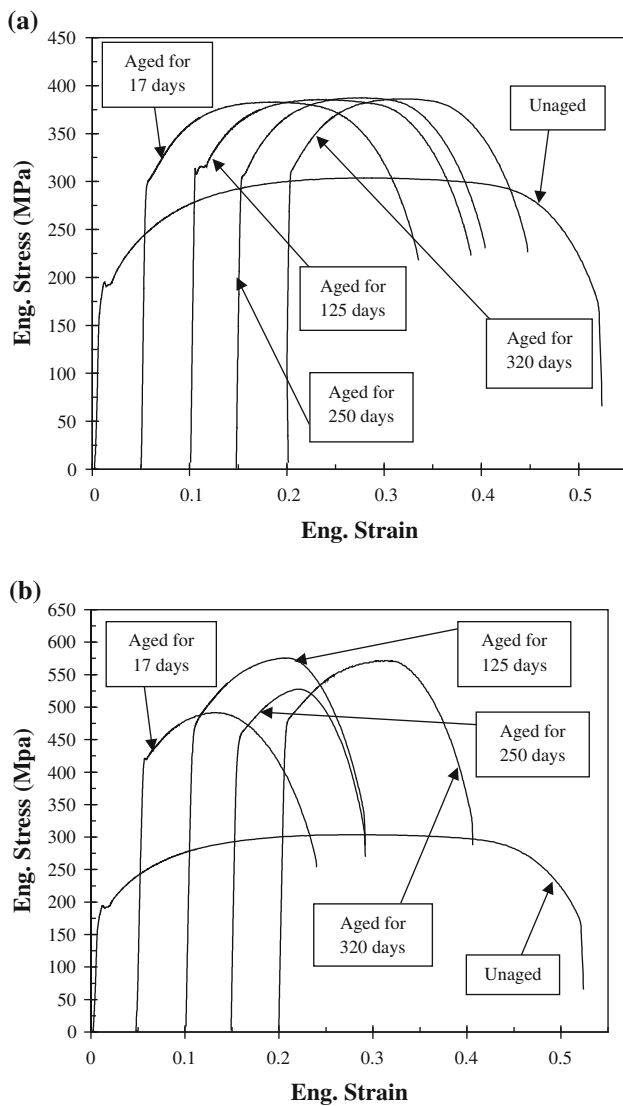 (a)
450
400
350
300
250
200
150
100
50
0
Eng. Stress (MPa)
Aged for
17 days
Unaged
Aged for
125 days
Aged for
320 days
Aged for
250 days
0 0.1 0.2 0.3 0.4 0.5
Eng. Strain
(b)
650
600
550
500
450
400
350
300
250
200
150
100
50
0
Eng. Stress (Mpa)
Aged for
17 days
Aged for
125 days
Aged for
250 days
Aged for
320 days
Unaged
0 0.1 0.2 0.3 0.4 0.5
Eng. Strain